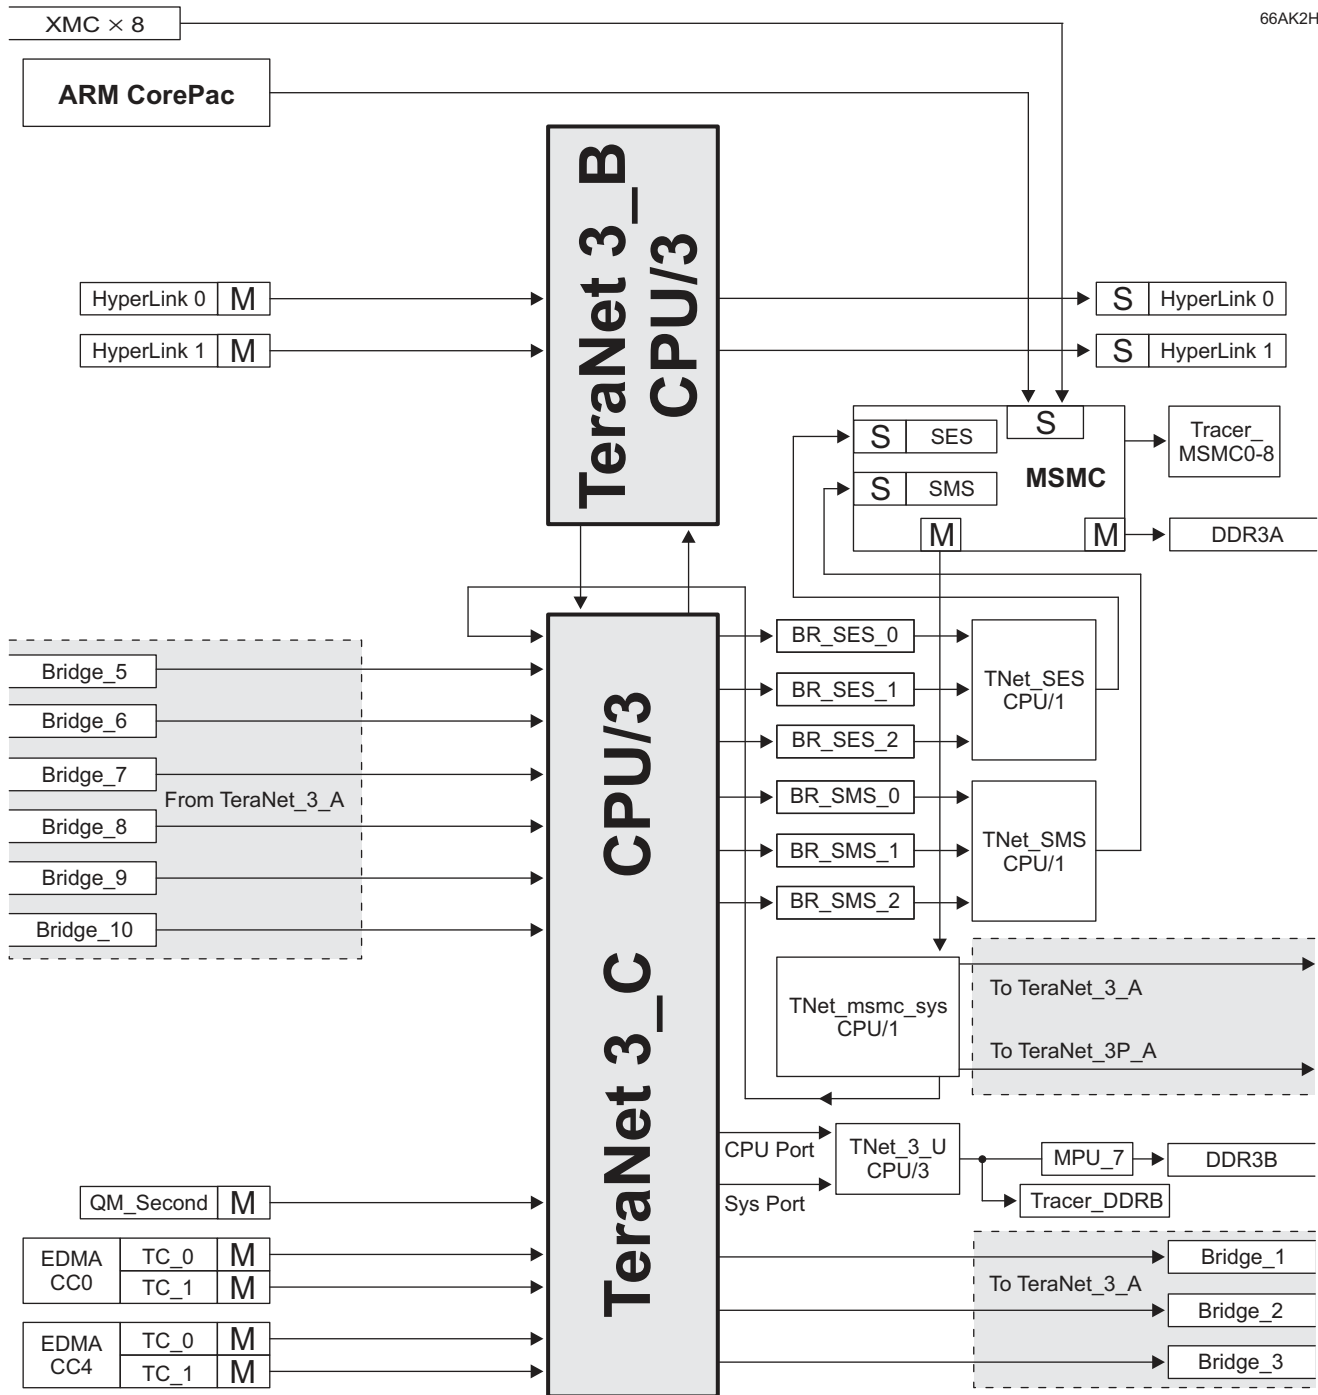 XMC × 8
66AK2H
ARM CorePac
TeraNet 3_B
CPU/3
HyperLink 0 M
HyperLink 1 M
S HyperLink 0
S HyperLink 1
S
S SES
S SMS
MSMC
M
M
Tracer_
MSMC0-8
DDR3A
Bridge_5
Bridge_6
Bridge_7
From TeraNet_3_A
Bridge_8
Bridge_9
Bridge_10
TeraNet 3_C CPU/3
BR_SES_0
BR_SES_1
BR_SES_2
TNet_SES
CPU/1
BR_SMS_0
BR_SMS_1
BR_SMS_2
TNet_SMS
CPU/1
TNet_msmc_sys
CPU/1
To TeraNet_3_A
To TeraNet_3P_A
CPU Port
Sys Port
TNet_3_U
CPU/3
MPU_7
DDR3B
Tracer_DDRB
QM_Second M
EDMA
CC0
TC_0 M
TC_1 M
EDMA
CC4
TC_0 M
TC_1 M
To TeraNet_3_A
Bridge_1
Bridge_2
Bridge_3